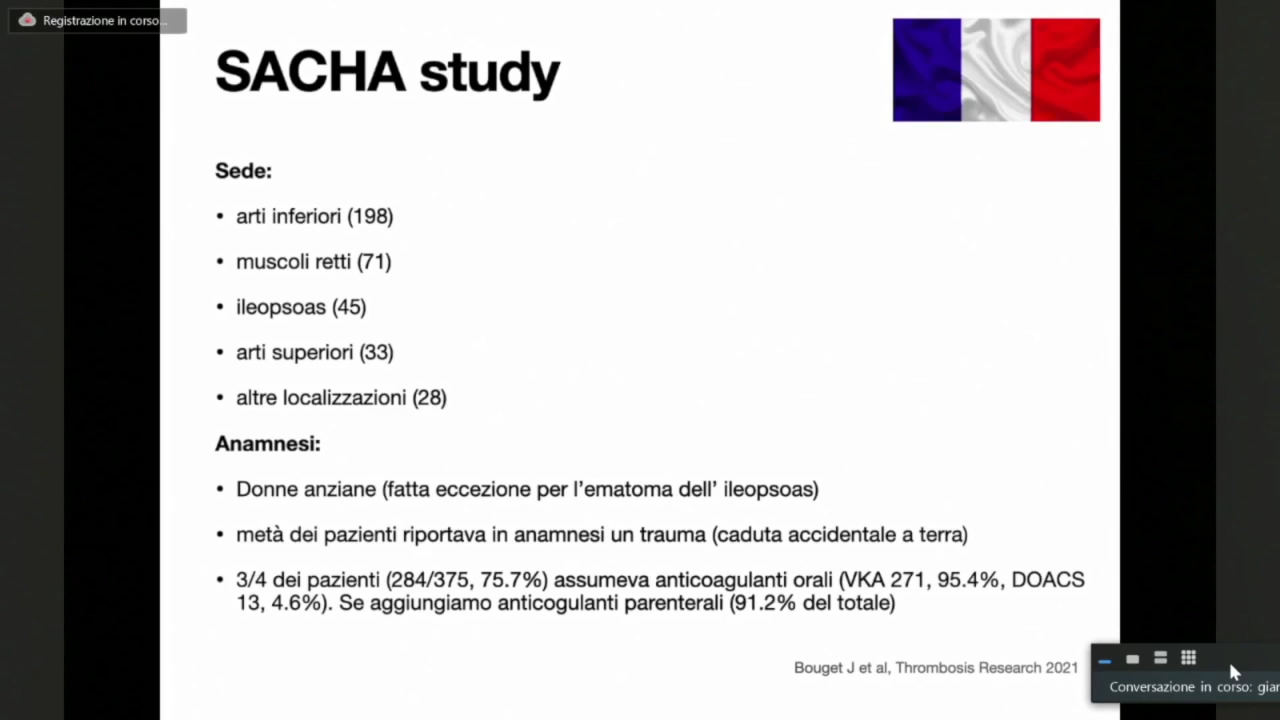 Registrazione in corso...
SACHA study
Sede:
• arti inferiori (198)
• muscoli retti (71)
• ileopsoas (45)
• arti superiori (33)
• altre localizzazioni (28)
Anamnesi:
• Donne anziane (fatta eccezione per l'ematoma dell' ileopsoas)
• metà dei pazienti riportava in anamnesi un trauma (caduta accidentale a terra)
• 3/4 dei pazienti (284/375, 75.7%) assumeva anticoagulanti orali (VKA 271, 95.4%, DOACS
13, 4.6%). Se aggiungiamo anticogulanti parenterali (91.2% del totale)
Bouget J et al, Thrombosis Research 2021
Conversazione in corso: